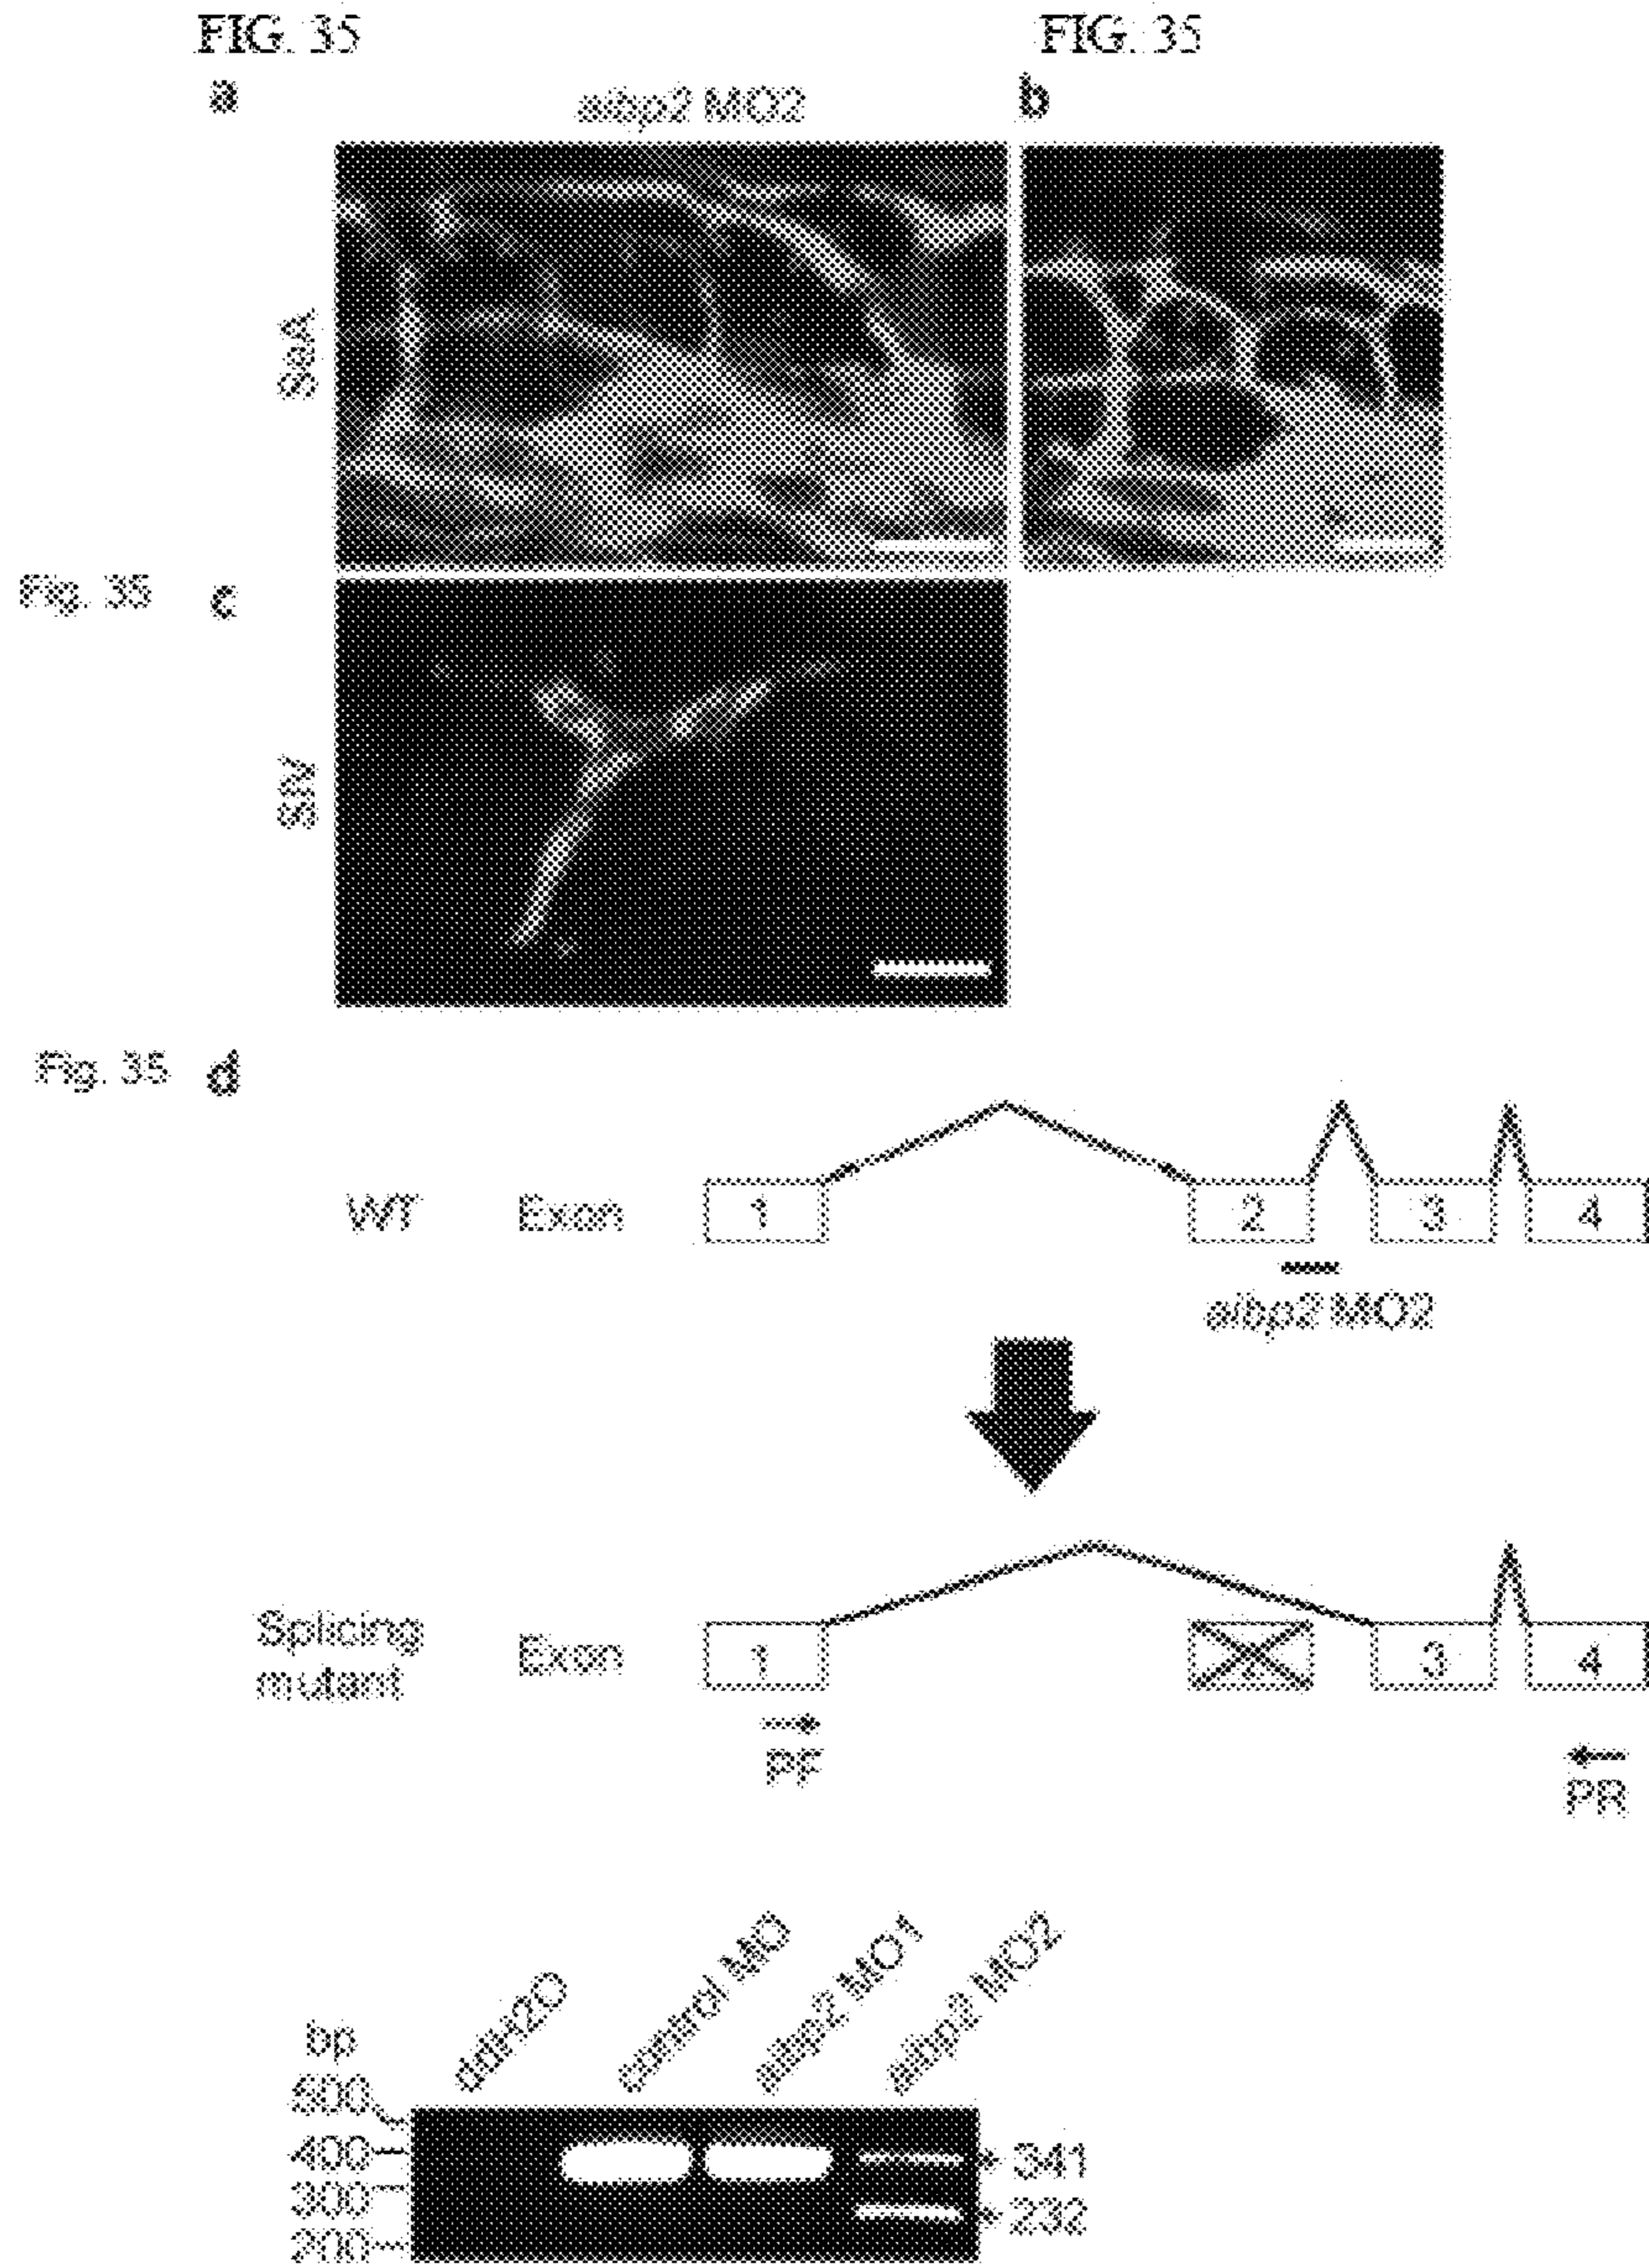 FIG. 35
FIG. 35
a
aibp2 MO2
b
SeA
Fig. 35 c
SIV
Fig. 35 d
WT Exon 1 2 3 4
aibp2 MO2
Splicing
mutant
Exon 1 3 4
PF
PR
ddH2O
control MO
aibp2 MO1
aibp2 MO2
bp
500
400
300
200
341
232